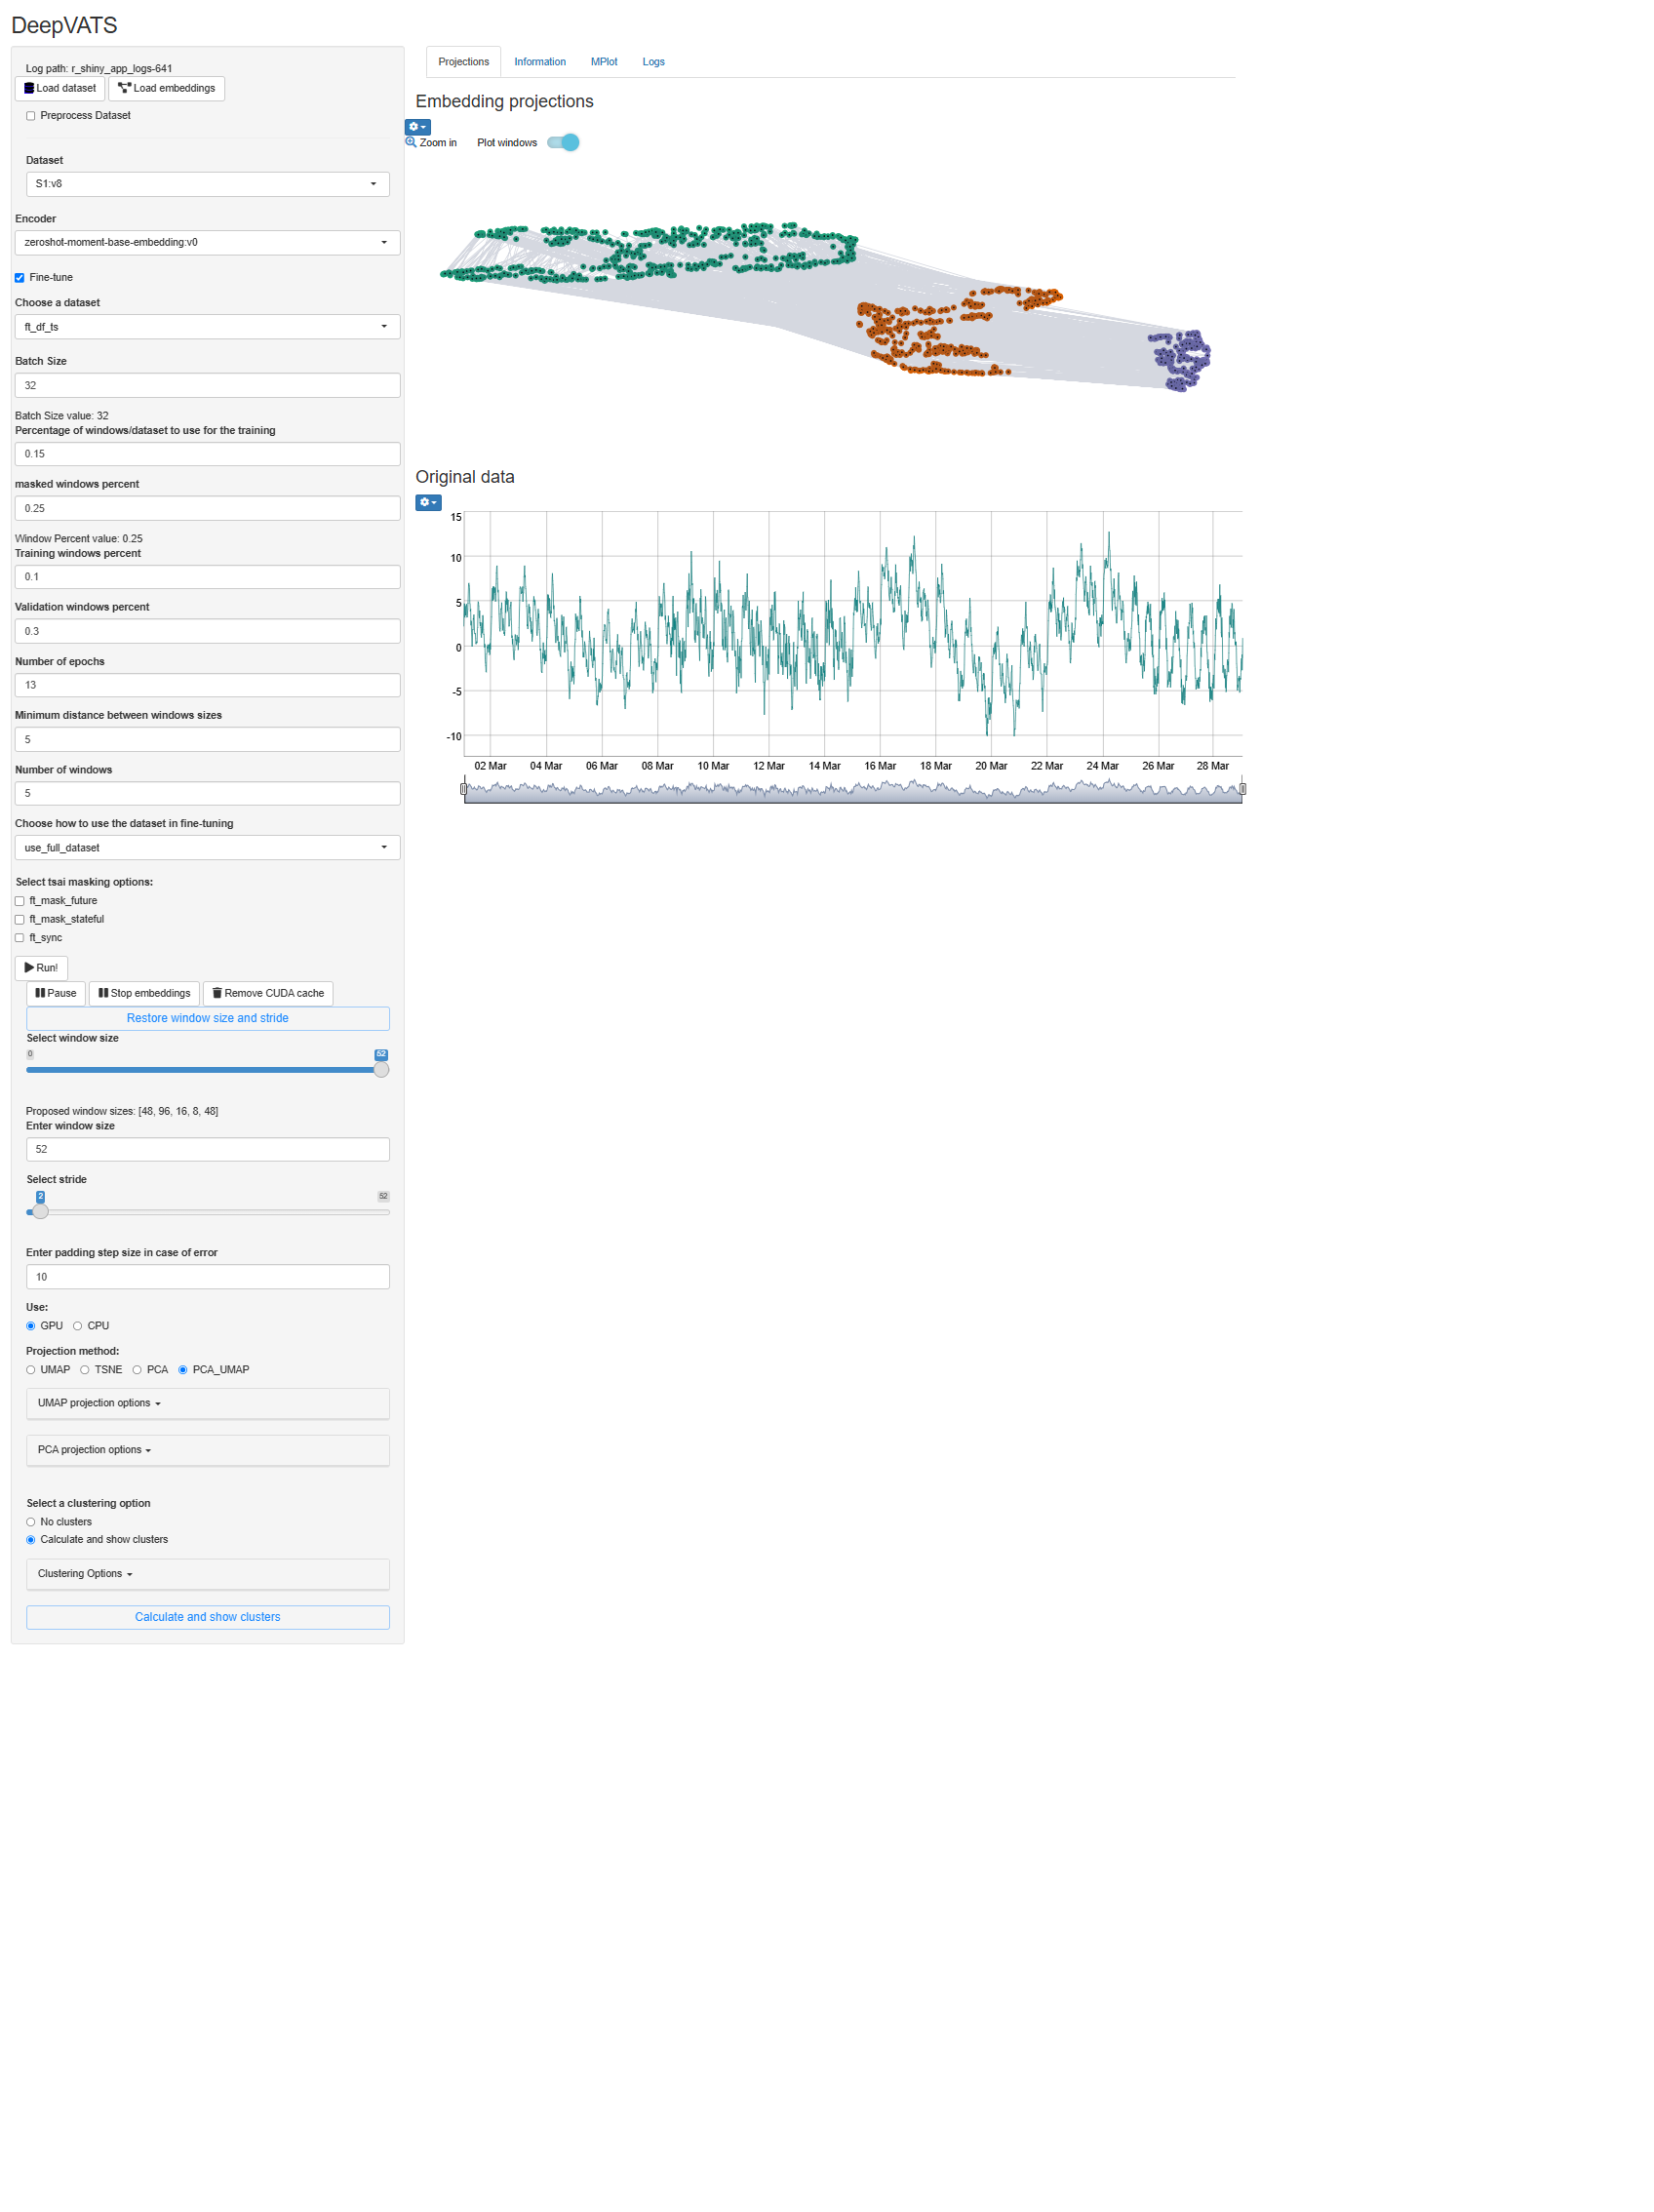 DeepVATS
Log path: r_shiny_app_logs-641
Load dataset Load embeddings
Preprocess Dataset
Dataset
S1:v8
Encoder
zeroshot-moment-base-embedding:v0
Fine-tune
Choose a dataset
ft_df_ts
Batch Size
32
Batch Size value: 32
Percentage of windows/dataset to use for the training
0.15
masked windows percent
0.25
Window Percent value: 0.25
Training windows percent
0.1
Validation windows percent
0.3
Number of epochs
13
Minimum distance between windows sizes
5
Number of windows
5
Choose how to use the dataset in fine-tuning
use_full_dataset
Select tsai masking options:
ft_mask_future
ft_mask_stateful
ft_sync
Run!
Pause Stop embeddings Remove CUDA cache
Restore window size and stride
Select window size
0 52
Proposed window sizes: [48, 96, 16, 8, 48]
Enter window size
52
Select stride
2 52
Enter padding step size in case of error
10
Use:
GPU CPU
Projection method:
UMAP TSNE PCA PCA_UMAP
UMAP projection options
PCA projection options
Select a clustering option
No clusters
Calculate and show clusters
Clustering Options
Calculate and show clusters
Projections Information MPlot Logs
Embedding projections
Zoom in Plot windows
Original data
15
10
5
0
-5
-10
02 Mar 04 Mar 06 Mar 08 Mar 10 Mar 12 Mar 14 Mar 16 Mar 18 Mar 20 Mar 22 Mar 24 Mar 26 Mar 28 Mar